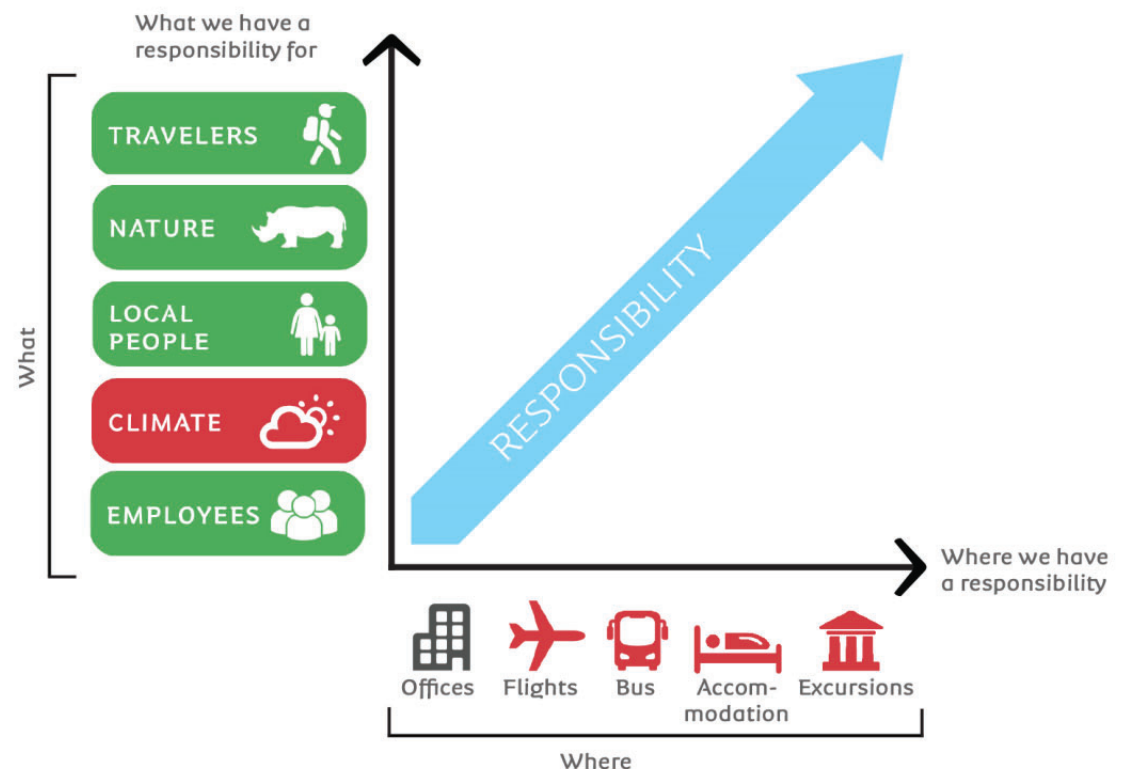 What we have a
responsibility for
What
TRAVELERS
NATURE
LOCAL
PEOPLE
CLIMATE
EMPLOYEES
RESPONSIBILITY
Where we have
a responsibility
Offices
Flights
Bus
Accom-
modation
Excursions
Where